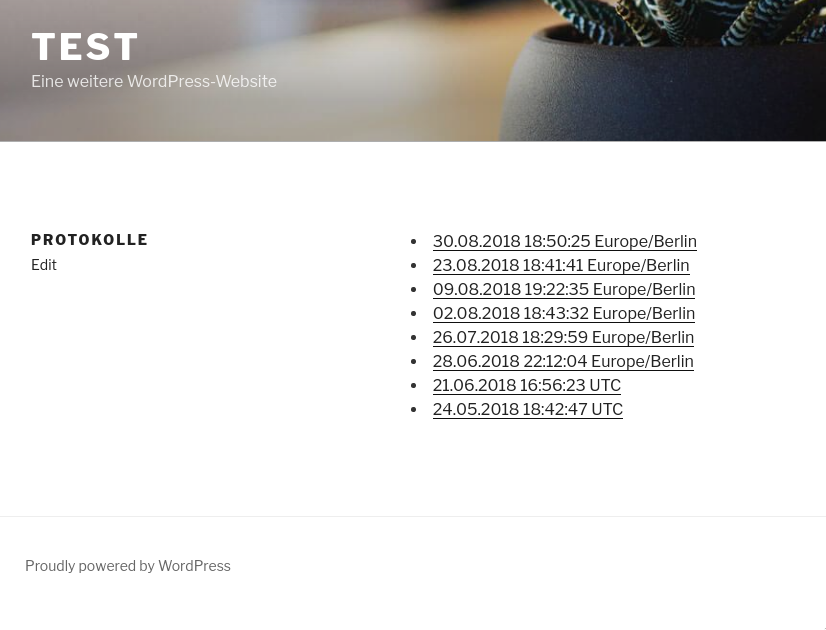 TEST
Eine weitere WordPress-Website
PROTOKOLLE
Edit
30.08.2018 18:50:25 Europe/Berlin
23.08.2018 18:41:41 Europe/Berlin
09.08.2018 19:22:35 Europe/Berlin
02.08.2018 18:43:32 Europe/Berlin
26.07.2018 18:29:59 Europe/Berlin
28.06.2018 22:12:04 Europe/Berlin
21.06.2018 16:56:23 UTC
24.05.2018 18:42:47 UTC
Proudly powered by WordPress